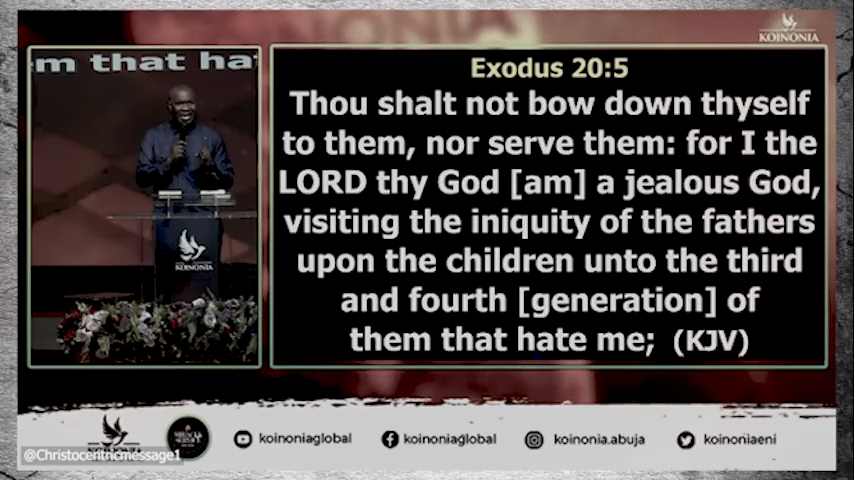 KOINONIA
m that hat
Exodus 20:5
Thou shalt not bow down thyself
to them, nor serve them: for I the
LORD thy God [am] a jealous God,
visiting the iniquity of the fathers
upon the children unto the third
and fourth [generation] of
them that hate me; (KJV)
KOINONIA
koinoniaglobal
koinoniaglobal
koinonia.abuja
koinoniaeni
@Christocentricmessage1